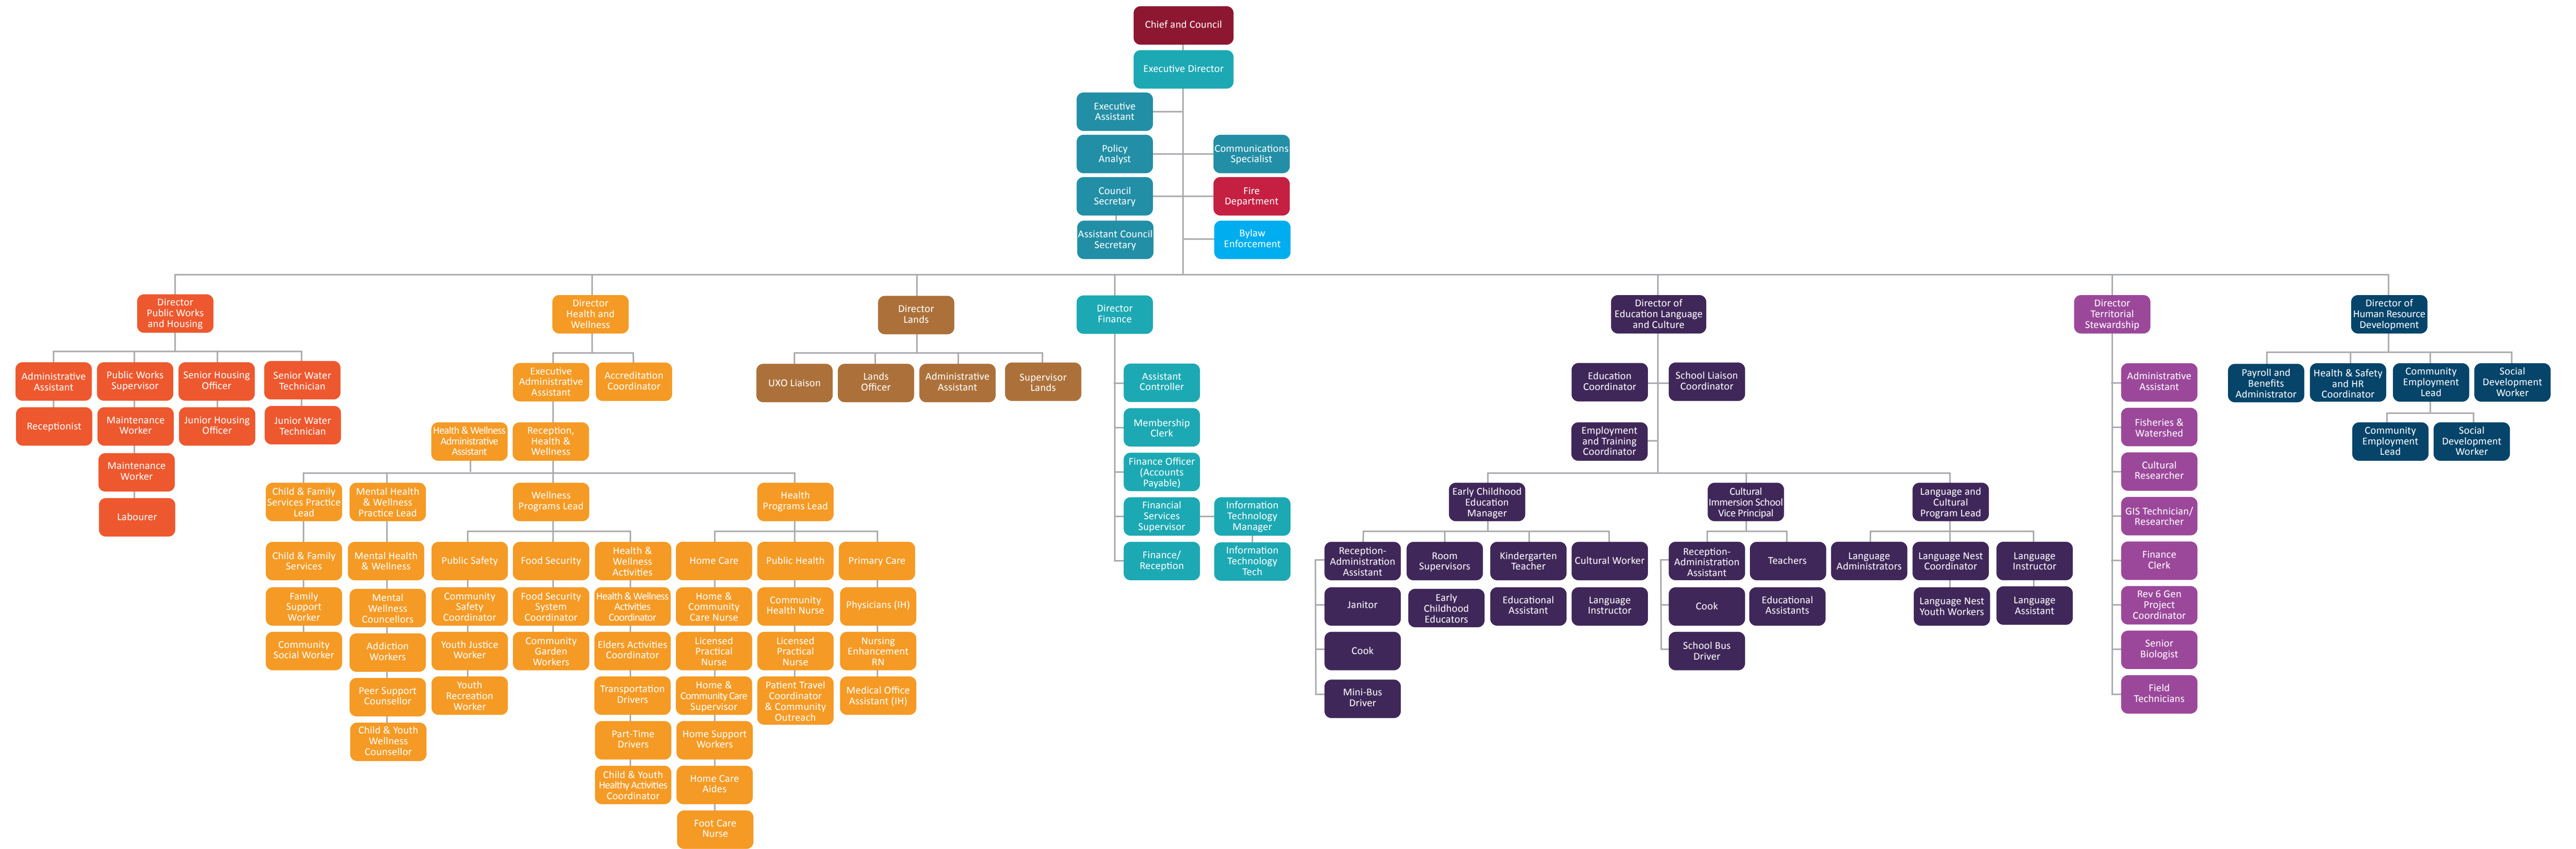 Chief and Council
Executive Director
Executive
Assistant
Policy
Analyst
Communications
Specialist
Council
Secretary
Fire
Department
Assistant Council
Secretary
Bylaw
Enforcement
Director
Public Works
and Housing
Administrative
Assistant
Public Works
Supervisor
Senior Housing
Officer
Senior Water
Technician
Receptionist
Maintenance
Worker
Junior Housing
Officer
Junior Water
Technician
Maintenance
Worker
Labourer
Director
Health and
Wellness
Executive
Administrative
Assistant
Accreditation
Coordinator
Health & Wellness
Administrative
Assistant
Reception,
Health &
Wellness
Child & Family
Services Practice
Lead
Mental Health
& Wellness
Practice Lead
Wellness
Programs Lead
Health
Programs Lead
Child & Family
Services
Family
Support
Worker
Community
Social Worker
Mental Health
& Wellness
Mental
Wellness
Councellors
Addiction
Workers
Peer Support
Counsellor
Child & Youth
Wellness
Counsellor
Public Safety
Community
Safety
Coordinator
Youth Justice
Worker
Youth
Recreation
Worker
Food Security
Food Security
System
Coordinator
Community
Garden
Workers
Health &
Wellness
Activities
Health & Wellness
Activities
Coordinator
Elders Activities
Coordinator
Transportation
Drivers
Part-Time
Drivers
Child & Youth
Healthy Activities
Coordinator
Home Care
Home &
Community
Care Nurse
Licensed
Practical
Nurse
Home &
Community Care
Supervisor
Home Support
Workers
Home Care
Aides
Foot Care
Nurse
Public Health
Community
Health Nurse
Licensed
Practical
Nurse
Patient Travel
Coordinator
& Community
Outreach
Primary Care
Physicians (IH)
Nursing
Enhancement
RN
Medical Office
Assistant (IH)
Director
Lands
UXO Liaison
Lands
Officer
Administrative
Assistant
Supervisor
Lands
Director
Finance
Assistant
Controller
Membership
Clerk
Finance Officer
(Accounts
Payable)
Financial
Services
Supervisor
Information
Technology
Manager
Finance/
Reception
Information
Technology
Tech
Director of
Education Language
and Culture
Education
Coordinator
School Liaison
Coordinator
Employment
and Training
Coordinator
Early Childhood
Education
Manager
Cultural
Immersion School
Vice Principal
Language and
Cultural
Program Lead
Reception-
Administration
Assistant
Janitor
Cook
Mini-Bus
Driver
Room
Supervisors
Early
Childhood
Educators
Kindergarten
Teacher
Educational
Assistant
Cultural Worker
Language
Instructor
Reception-
Administration
Assistant
Cook
School Bus
Driver
Teachers
Educational
Assistants
Language
Administrators
Language Nest
Coordinator
Language Nest
Youth Workers
Language
Instructor
Language
Assistant
Director
Territorial
Stewardship
Administrative
Assistant
Fisheries &
Watershed
Cultural
Researcher
GIS Technician/
Researcher
Finance
Clerk
Rev 6 Gen
Project
Coordinator
Senior
Biologist
Field
Technicians
Director of
Human Resource
Development
Payroll and
Benefits
Administrator
Health & Safety
and HR
Coordinator
Community
Employment
Lead
Social
Development
Worker
Community
Employment
Lead
Social
Development
Worker